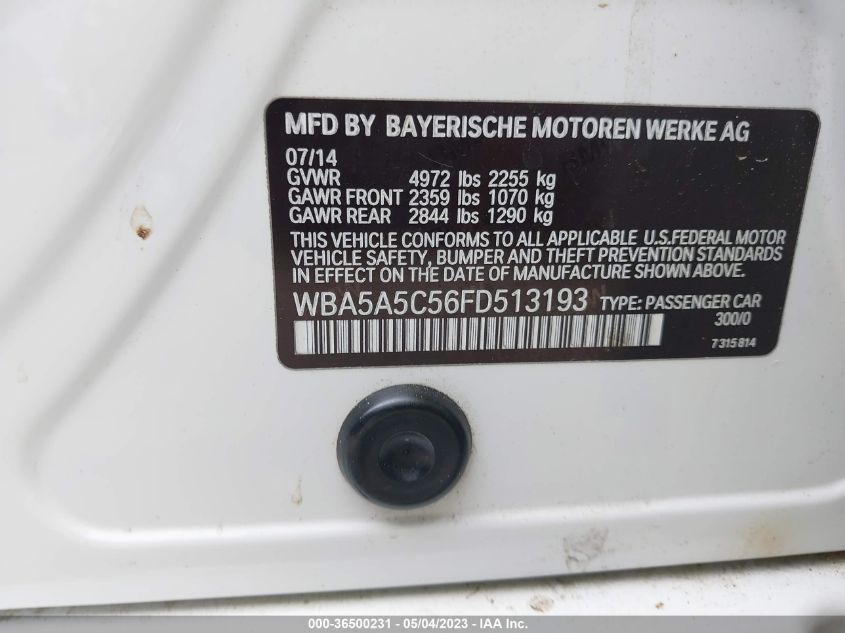 MFD BY BAYERISCHE MOTOREN WERKE AG
07/14
GVWR 4972 lbs 2255 kg
GAWR FRONT 2359 lbs 1070 kg
GAWR REAR 2844 lbs 1290 kg
THIS VEHICLE CONFORMS TO ALL APPLICABLE U.S.FEDERAL MOTOR
VEHICLE SAFETY, BUMPER AND THEFT PREVENTION STANDARDS
IN EFFECT ON THE DATE OF MANUFACTURE SHOWN ABOVE.
WBA5A5C56FD513193 TYPE: PASSENGER CAR
300/0
7315814
000-36500231 - 05/04/2023 - IAA Inc.